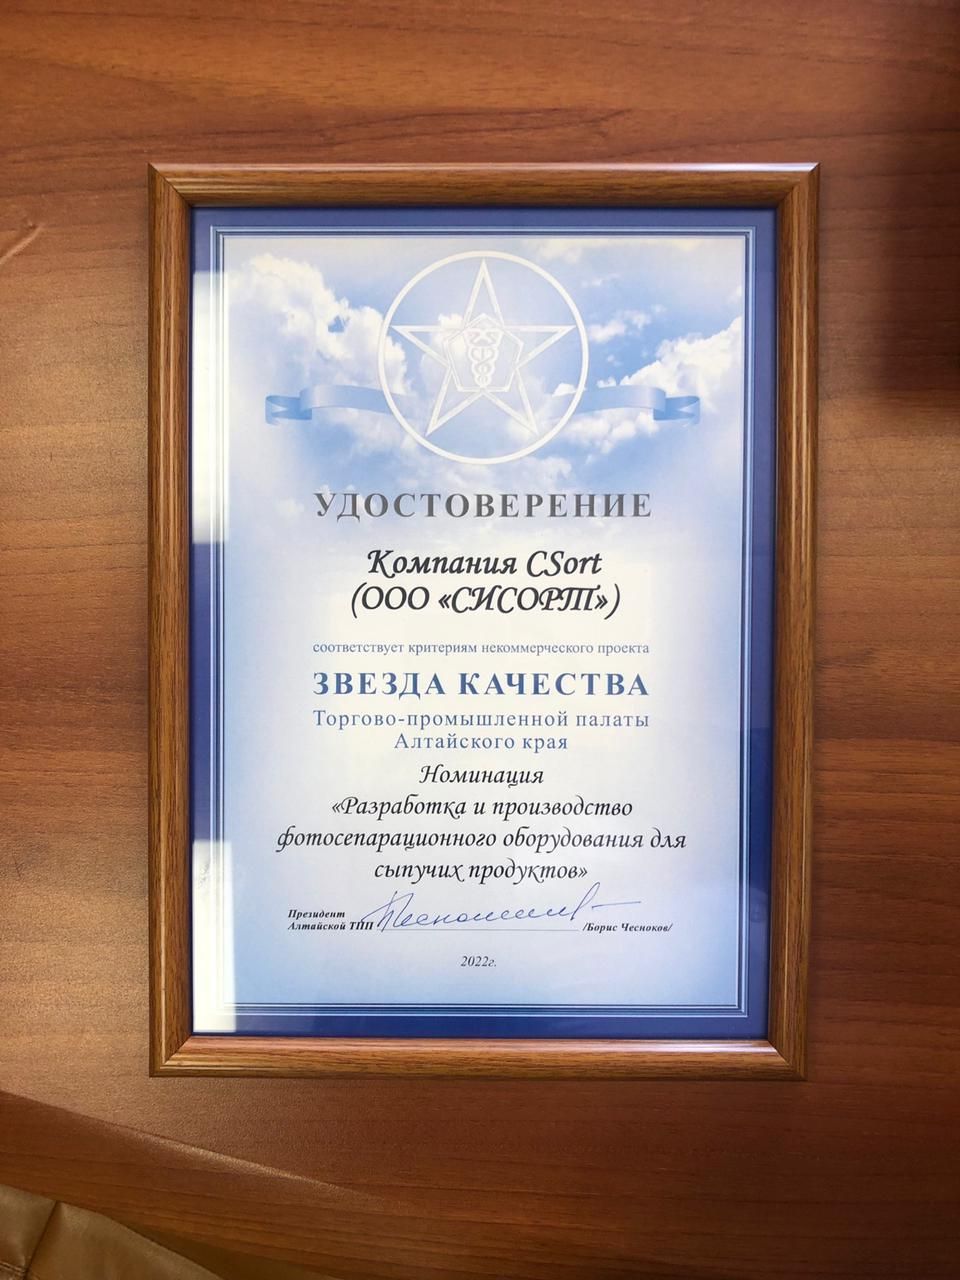 УДОСТОВЕРЕНИЕ
Компания CSort
(ООО «СИСОРТ»)
соответствует критериям некоммерческого проекта
ЗВЕЗДА КАЧЕСТВА
Торгово-промышленной палаты
Алтайского края
Номинация
«Разработка и производство
фотосепарационного оборудования для
сыпучих продуктов»
Президент
Алтайской ТПП /Борис Чесноков/
2022г.